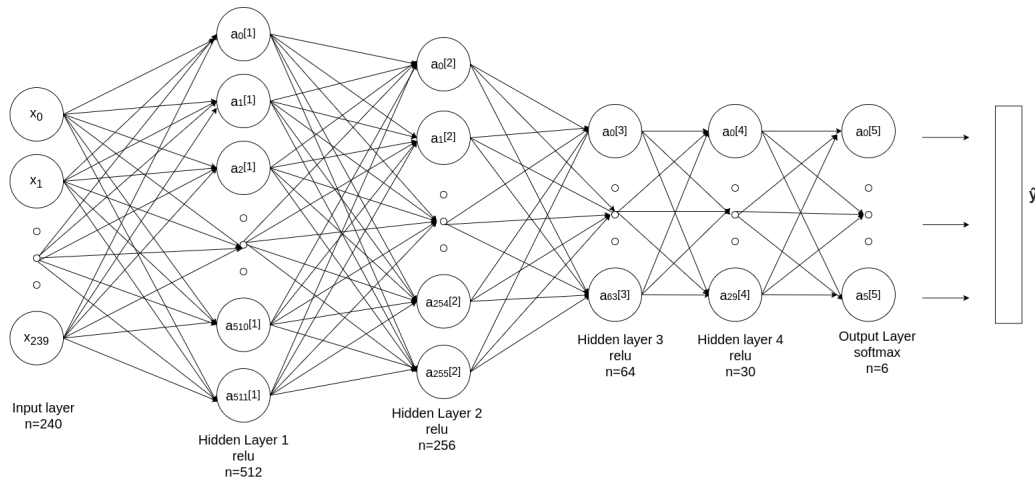 x0
x1
x239
Input layer
n=240
a0[1]
a1[1]
a2[1]
a510[1]
a511[1]
Hidden Layer 1
relu
n=512
a0[2]
a1[2]
a254[2]
a255[2]
Hidden Layer 2
relu
n=256
a0[3]
a63[3]
Hidden layer 3
relu
n=64
a0[4]
a29[4]
Hidden layer 4
relu
n=30
a0[5]
a5[5]
Output Layer
softmax
n=6
ŷ